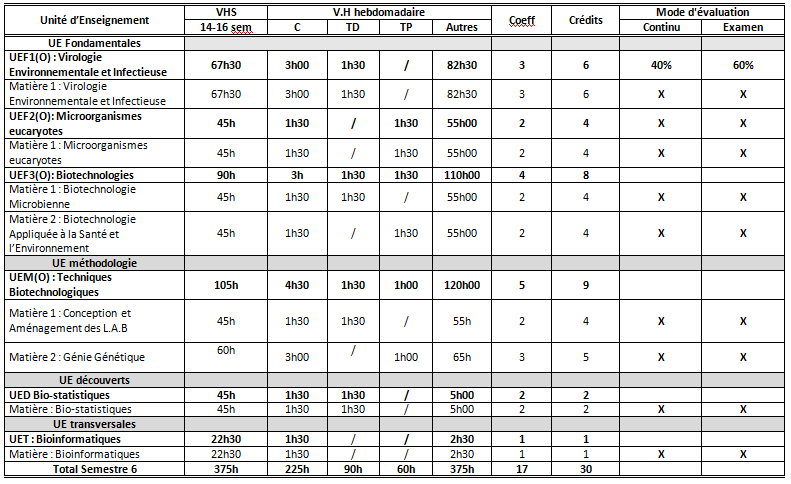 Unité d'Enseignement VHS V.H hebdomadaire Coeff Crédits Mode d'évaluation
14-16 sem C TD TP Autres Continu Examen
UE Fondamentales
UEF1(O) : Virologie
Environnementale et Infectieuse 67h30 3h00 1h30 / 82h30 3 6 40% 60%
Matière 1 : Virologie
Environnementale et Infectieuse 67h30 3h00 1h30 / 82h30 3 6 X X
UEF2(O): Microorganismes
eucaryotes 45h 1h30 / 1h30 55h00 2 4 X X
Matière 1 : Microorganismes
eucaryotes 45h 1h30 / 1h30 55h00 2 4 X X
UEF3(O): Biotechnologies 90h 3h 1h30 1h30 110h00 4 8
Matière 1 : Biotechnologie
Microbienne 45h 1h30 1h30 / 55h00 2 4 X X
Matière 2 : Biotechnologie
Appliquée à la Santé et
l'Environnement 45h 1h30 / 1h30 55h00 2 4 X X
UE méthodologie
UEM(O) : Techniques
Biotechnologiques 105h 4h30 1h30 1h00 120h00 5 9
Matière 1 : Conception et
Aménagement des L.A.B 45h 1h30 1h30 / 55h 2 4 X X
Matière 2 : Génie Génétique 60h 3h00 / 1h00 65h 3 5 X X
UE découverts
UED Bio-statistiques 45h 1h30 1h30 / 5h00 2 2
Matière : Bio-statistiques 45h 1h30 1h30 / 5h00 2 2 X X
UE transversales
UET : Bioinformatiques 22h30 1h30 / / 2h30 1 1
Matière : Bioinformatiques 22h30 1h30 / / 2h30 1 1 X X
Total Semestre 6 375h 225h 90h 60h 375h 17 30